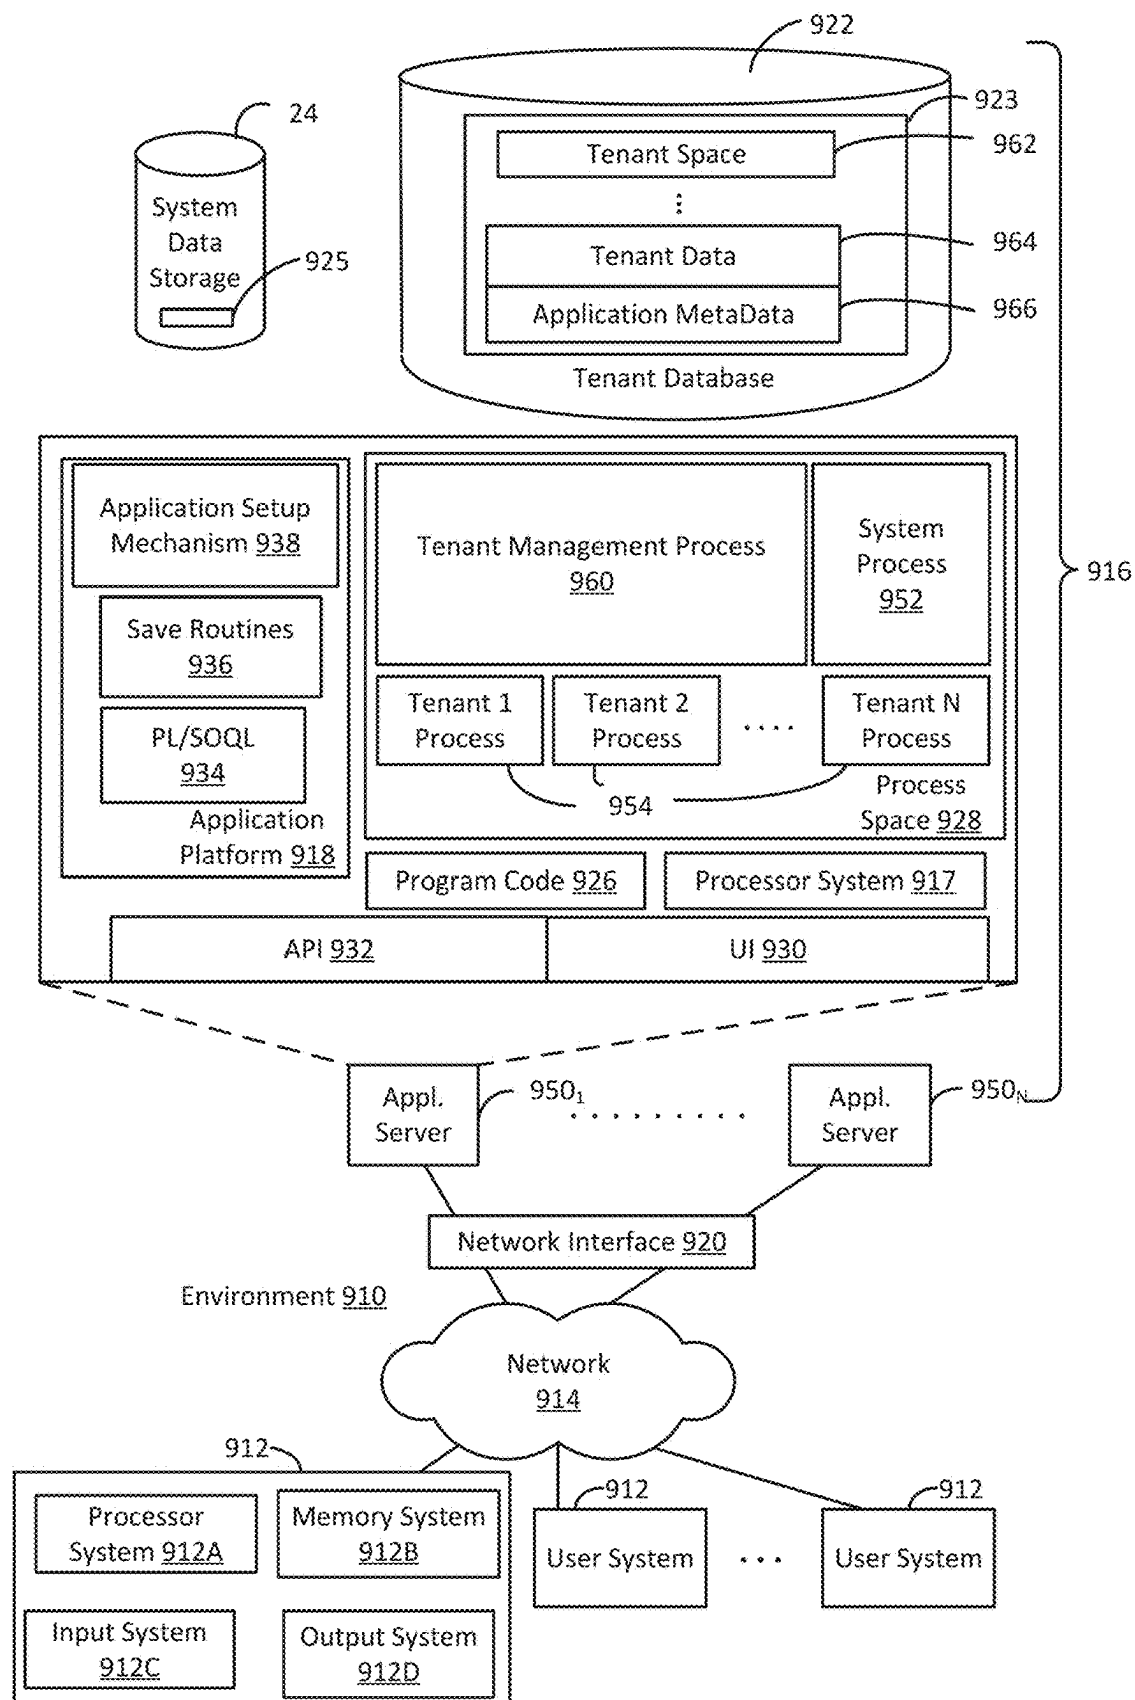 922
923
24
Tenant Space
962
System
Data
Storage
925
Tenant Data
964
Application MetaData
966
Tenant Database
Application Setup
Mechanism 938
Tenant Management Process
960
System
Process
952
916
Save Routines
936
Tenant 1
Process
Tenant 2
Process
....
Tenant N
Process
PL/SOQL
934
954
Process
Space 928
Application
Platform 918
Program Code 926
Processor System 917
API 932
UI 930
Appl.
Server
950₁
Appl.
Server
950N
Network Interface 920
Environment 910
Network
914
912
912
912
Processor
System 912A
Memory System
912B
User System
...
User System
Input System
912C
Output System
912D